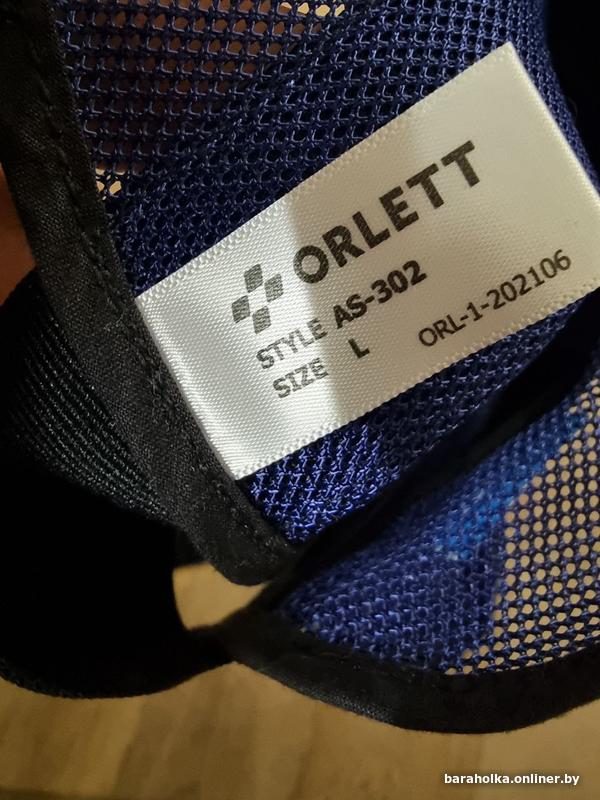 ORLETT
STYLE AS-302
SIZE L ORL-1-202106
baraholka.onliner.by